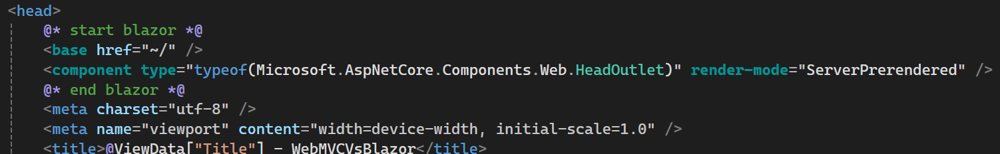 <head>
@* start blazor *@
<base href="~/" />
<component type="typeof(Microsoft.AspNetCore.Components.Web.HeadOutlet)" render-mode="ServerPrerendered" />
@* end blazor *@
<meta charset="utf-8" />
<meta name="viewport" content="width=device-width, initial-scale=1.0" />
<title>@ViewData["Title"] - WebMVCVsBlazor</title>